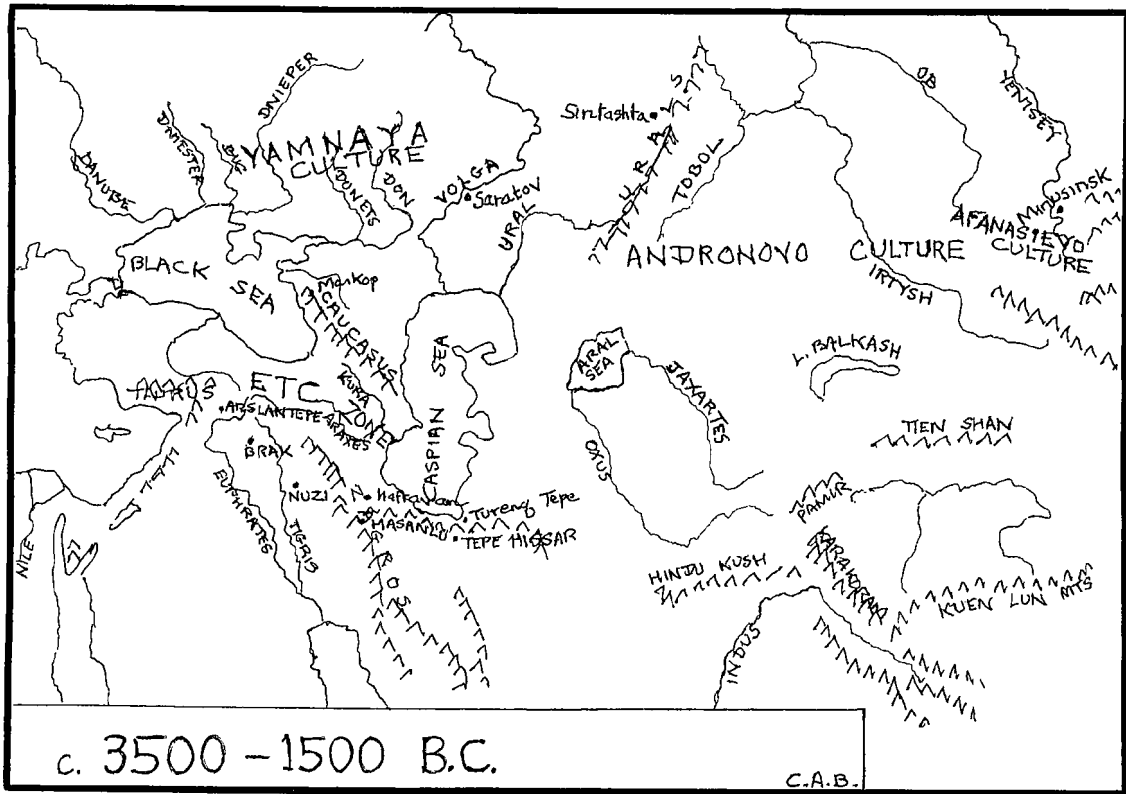 DNIEPER
DNIESTER
BUG
YAMNAYA
CULTURE
DANUBE
DONETS
DON
VOLGA
Saratov
URAL
Sintashta
URALS
TOBOL
OB
YENISEY
Minusinsk
AFANASIEVO
CULTURE
ANDRONOVO CULTURE
IRTYSH
BLACK
SEA
Maikop
CAUCASUS
KURA
ETC ZONE
TAURUS
ARSLANTEPE
ARAXES
CASPIAN SEA
ARAL
SEA
JAXARTES
OXUS
L. BALKASH
TIEN SHAN
BRAK
NUZI
EUPHRATES
TIGRIS
NILE
Tureng Tepe
TEPE HISSAR
ZAGROS
HINDU KUSH
PAMIR
KARAKORAM
KUEN LUN MTS
INDUS
c. 3500 - 1500 B.C.
C.A.B.